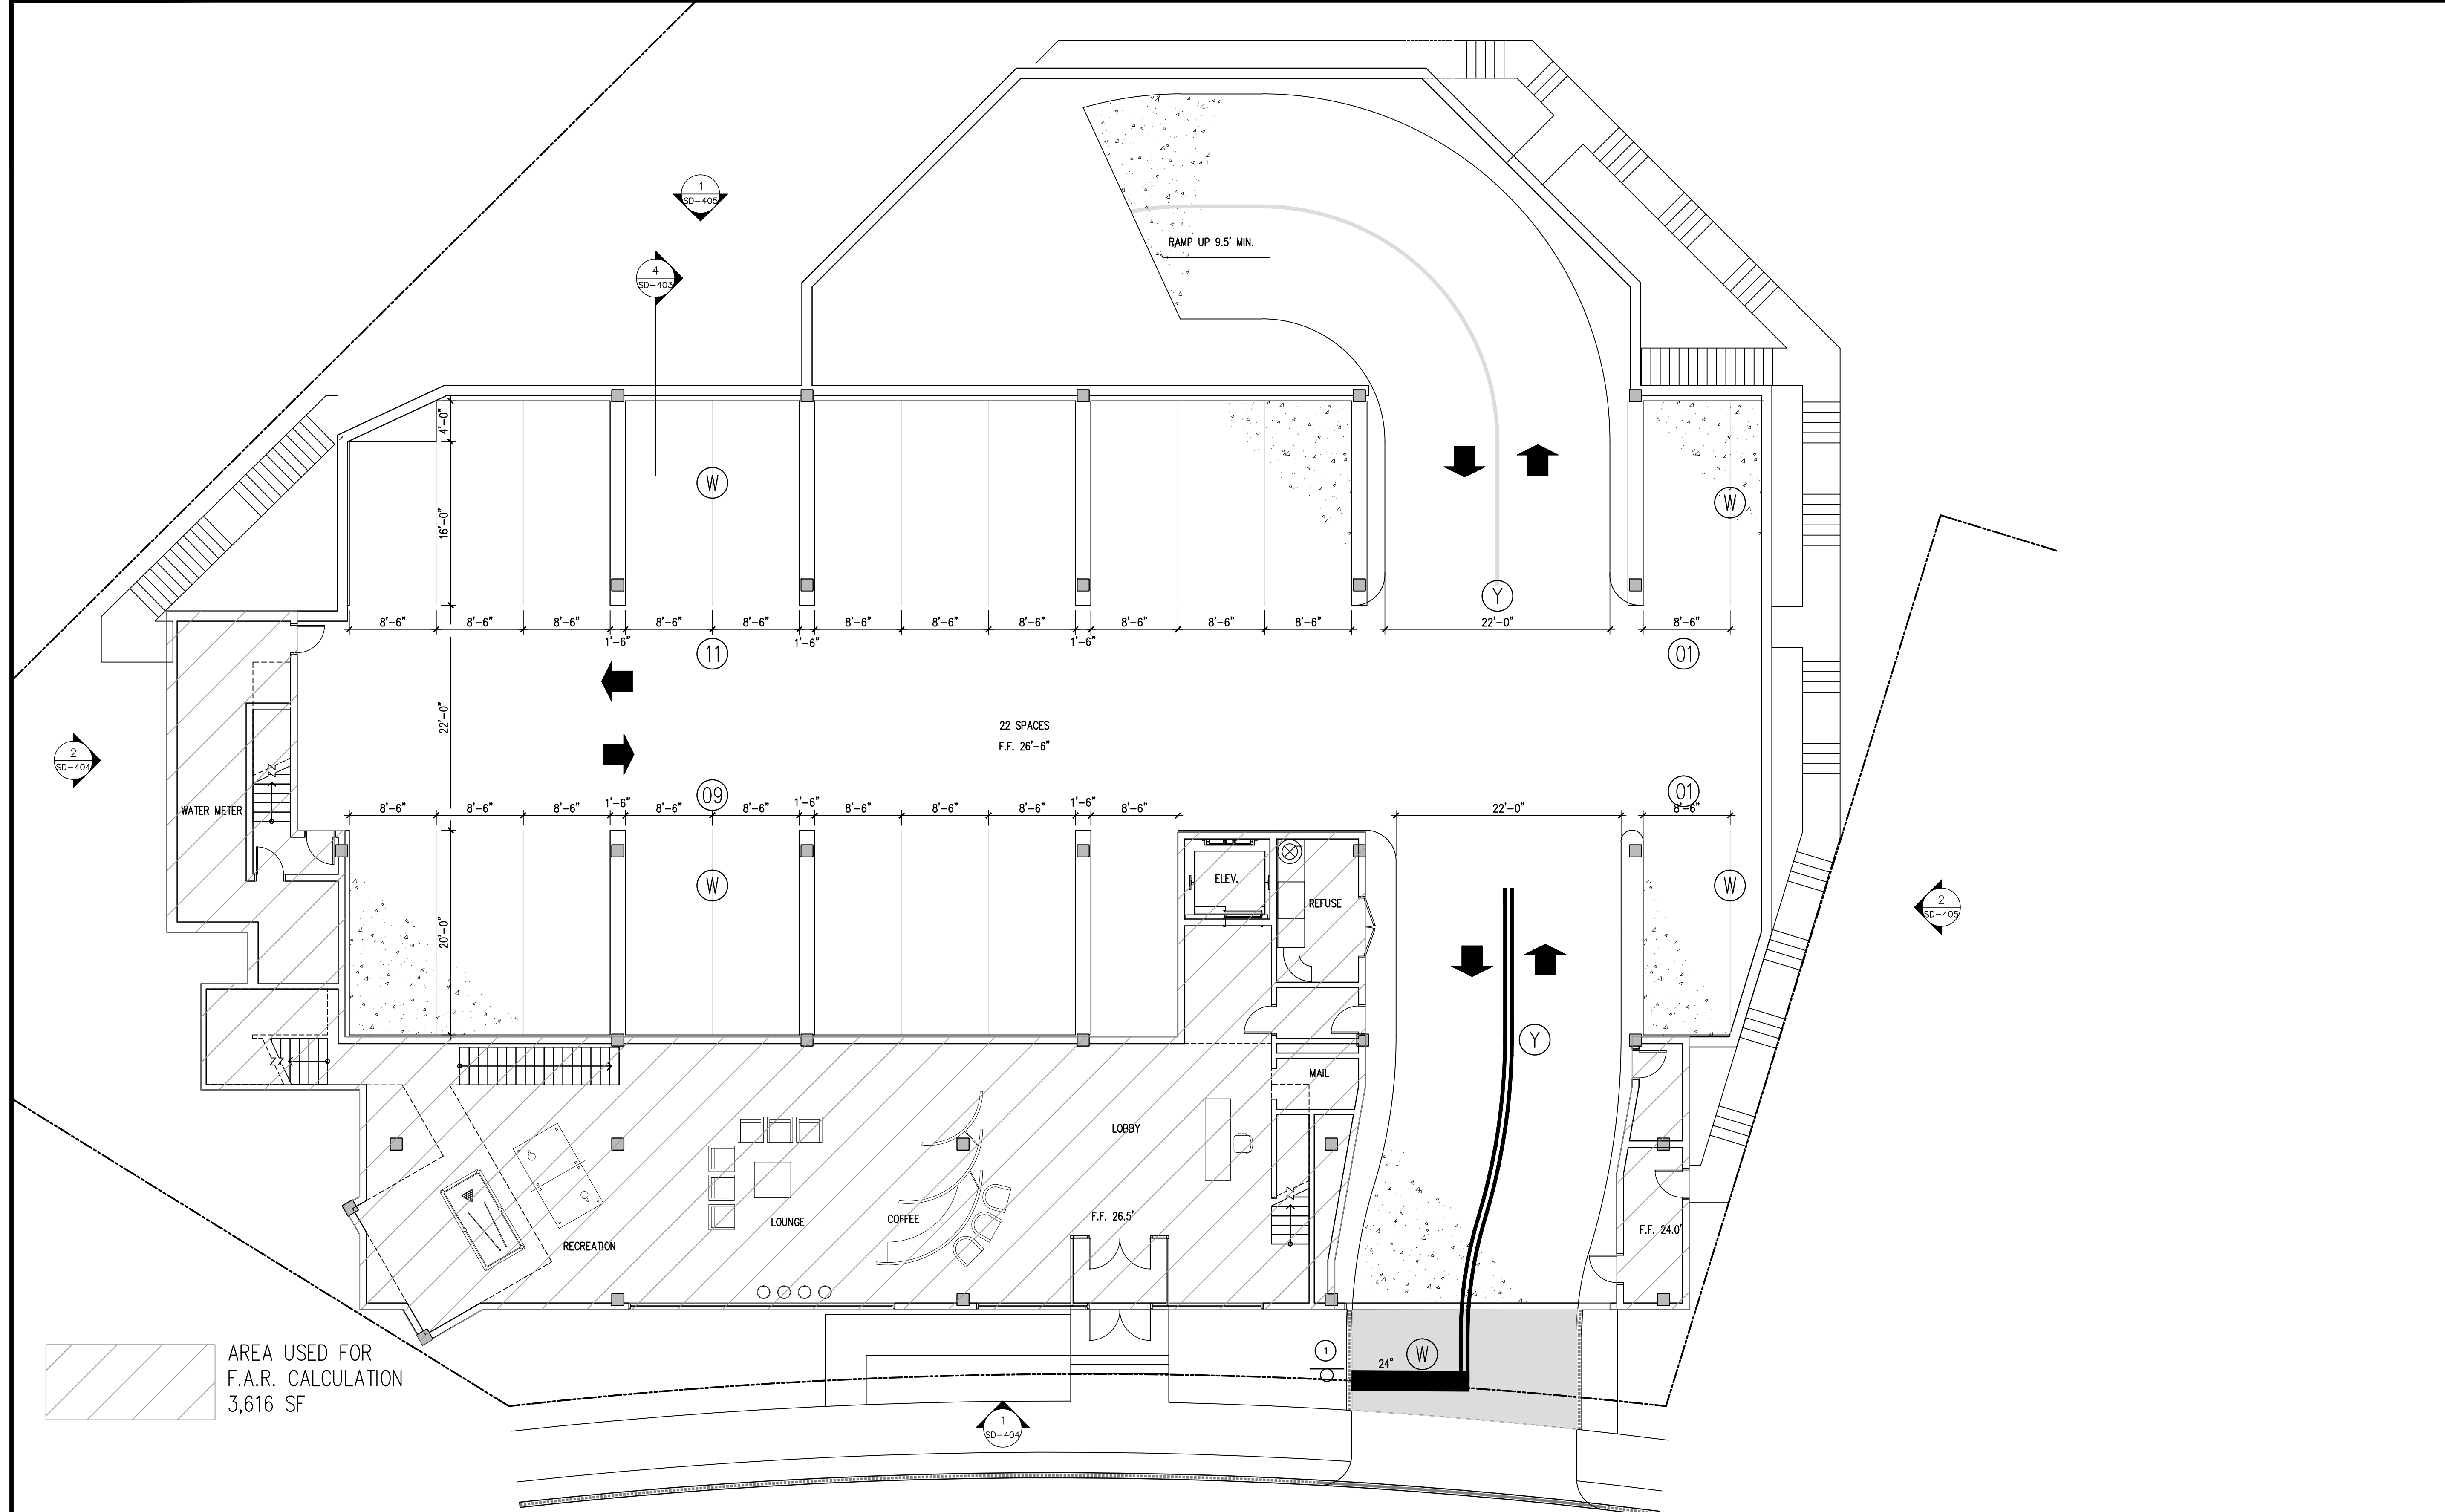 1
SD-405
4
SD-403
RAMP UP 9.5' MIN.
4'-0"
16'-0"
W
W
Y
8'-6" 8'-6" 8'-6" 8'-6" 8'-6" 8'-6" 8'-6" 8'-6" 8'-6" 8'-6" 8'-6" 22'-0" 8'-6"
1'-6" 1'-6" 1'-6"
11
01
22'-0"
22 SPACES
F.F. 26'-6"
2
SD-404
09
01
WATER METER
8'-6" 8'-6" 8'-6" 1'-6" 8'-6" 8'-6" 1'-6" 8'-6" 8'-6" 8'-6" 1'-6" 8'-6" 22'-0" 8'-6"
W
W
ELEV.
REFUSE
2
SD-405
20'-0"
Y
MAIL
LOBBY
LOUNGE
COFFEE
F.F. 26.5'
F.F. 24.0'
RECREATION
AREA USED FOR
F.A.R. CALCULATION
3,616 SF
1
24"
W
1
SD-404